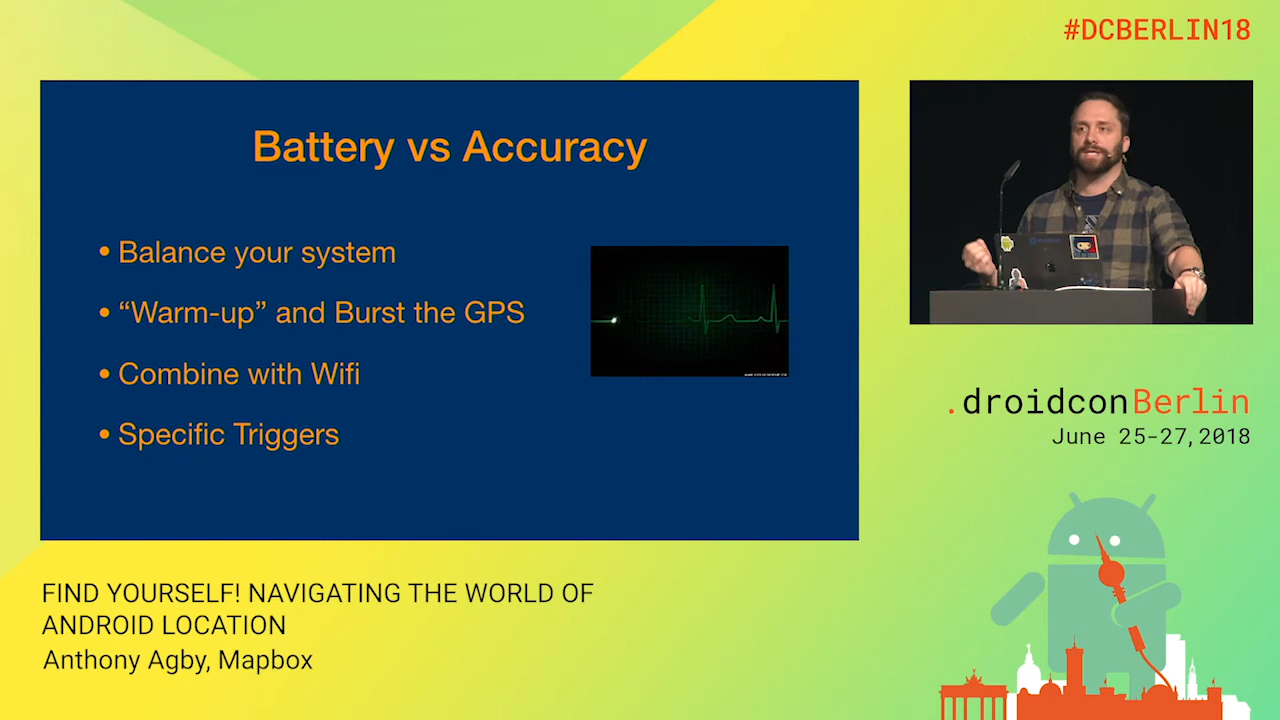 #DCBERLIN18
Battery vs Accuracy
• Balance your system
• “Warm-up” and Burst the GPS
• Combine with Wifi
• Specific Triggers
.droidconBerlin
June 25-27,2018
FIND YOURSELF! NAVIGATING THE WORLD OF
ANDROID LOCATION
Anthony Agby, Mapbox